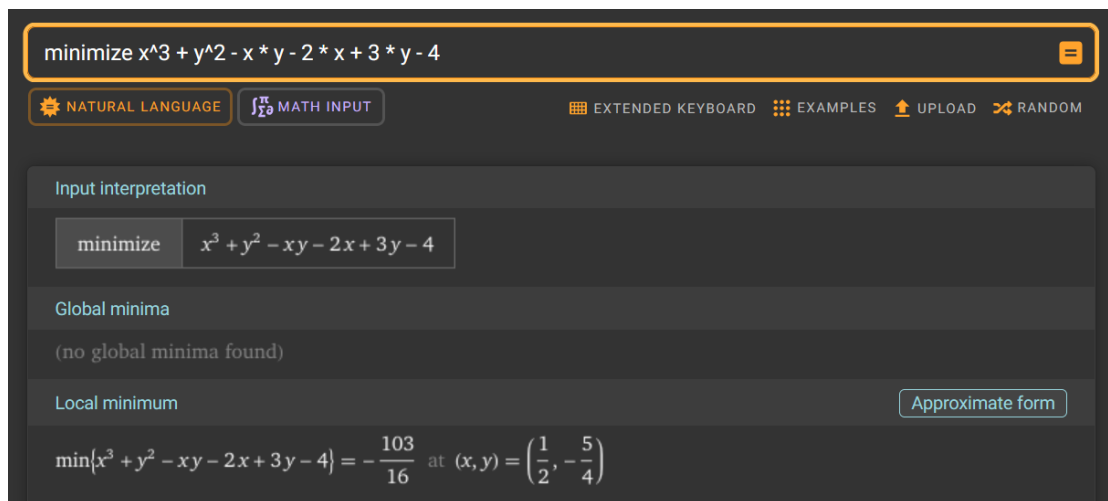 minimize x^3 + y^2 - x * y - 2 * x + 3 * y - 4
NATURAL LANGUAGE MATH INPUT EXTENDED KEYBOARD EXAMPLES UPLOAD RANDOM
Input interpretation
minimize x³ + y² − x y − 2 x + 3 y − 4
Global minima
(no global minima found)
Local minimum Approximate form
min{x³ + y² − x y − 2 x + 3 y − 4} = −103/16 at (x, y) = (1/2, −5/4)